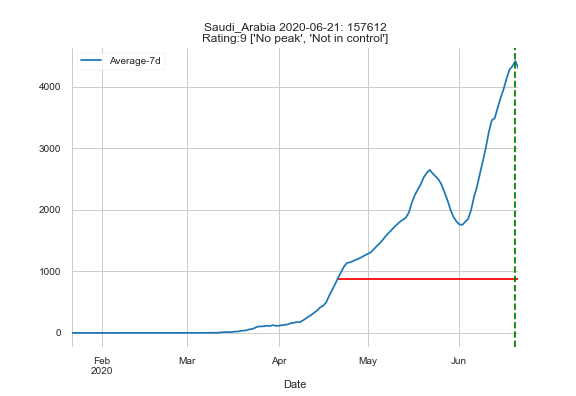 Saudi_Arabia 2020-06-21: 157612
Rating:9 ['No peak', 'Not in control']
Average-7d
4000
3000
2000
1000
0
Feb Mar Apr May Jun
2020
Date